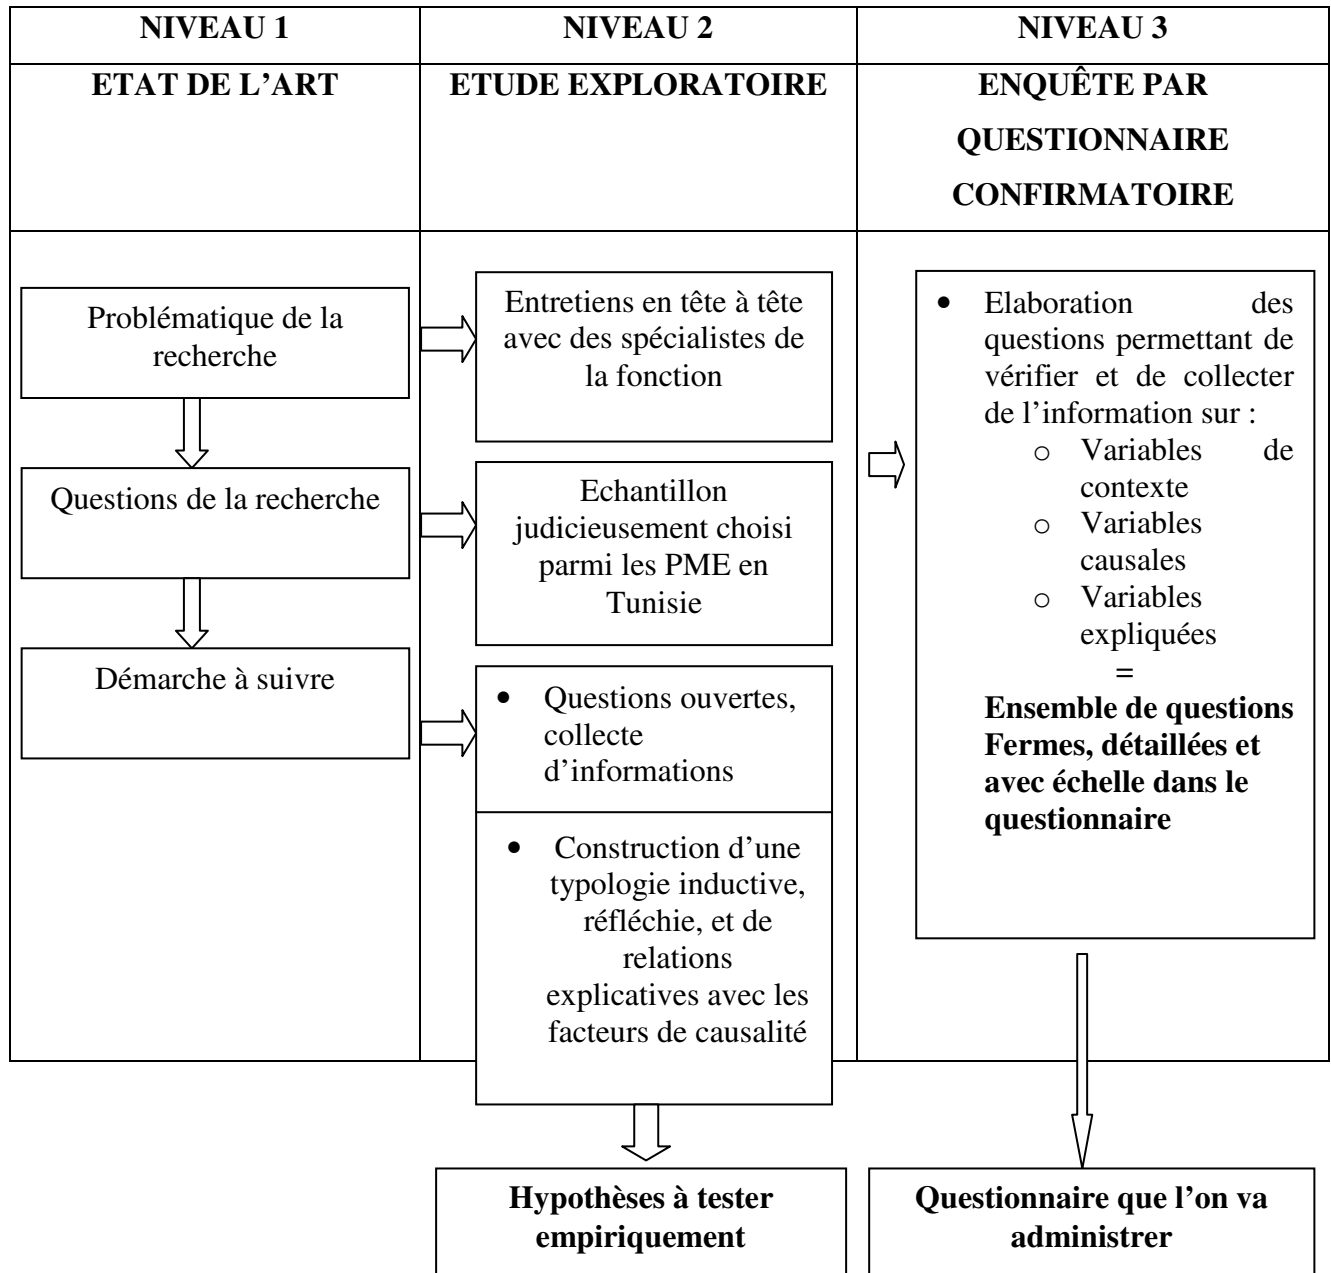 NIVEAU 1
NIVEAU 2
NIVEAU 3
ETAT DE L’ART
ETUDE EXPLORATOIRE
ENQUÊTE PAR
QUESTIONNAIRE
CONFIRMATOIRE
Problématique de la
recherche
Questions de la recherche
Démarche à suivre
Entretiens en tête à tête
avec des spécialistes de
la fonction
Echantillon
judicieusement choisi
parmi les PME en
Tunisie
• Questions ouvertes,
collecte
d’informations
• Construction d’une
typologie inductive,
réfléchie, et de
relations
explicatives avec les
facteurs de causalité
Hypothèses à tester
empiriquement
• Elaboration des
questions permettant de
vérifier et de collecter
de l’information sur :
o Variables de
contexte
o Variables
causales
o Variables
expliquées
=
Ensemble de questions
Fermes, détaillées et
avec échelle dans le
questionnaire
Questionnaire que l’on va
administrer